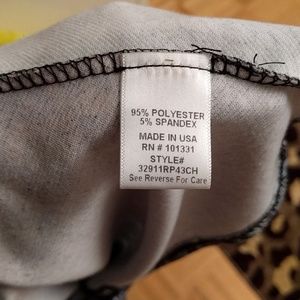 95% POLYESTER
5% SPANDEX
MADE IN USA
RN # 101331
STYLE#
32911RP43CH
See Reverse For Care